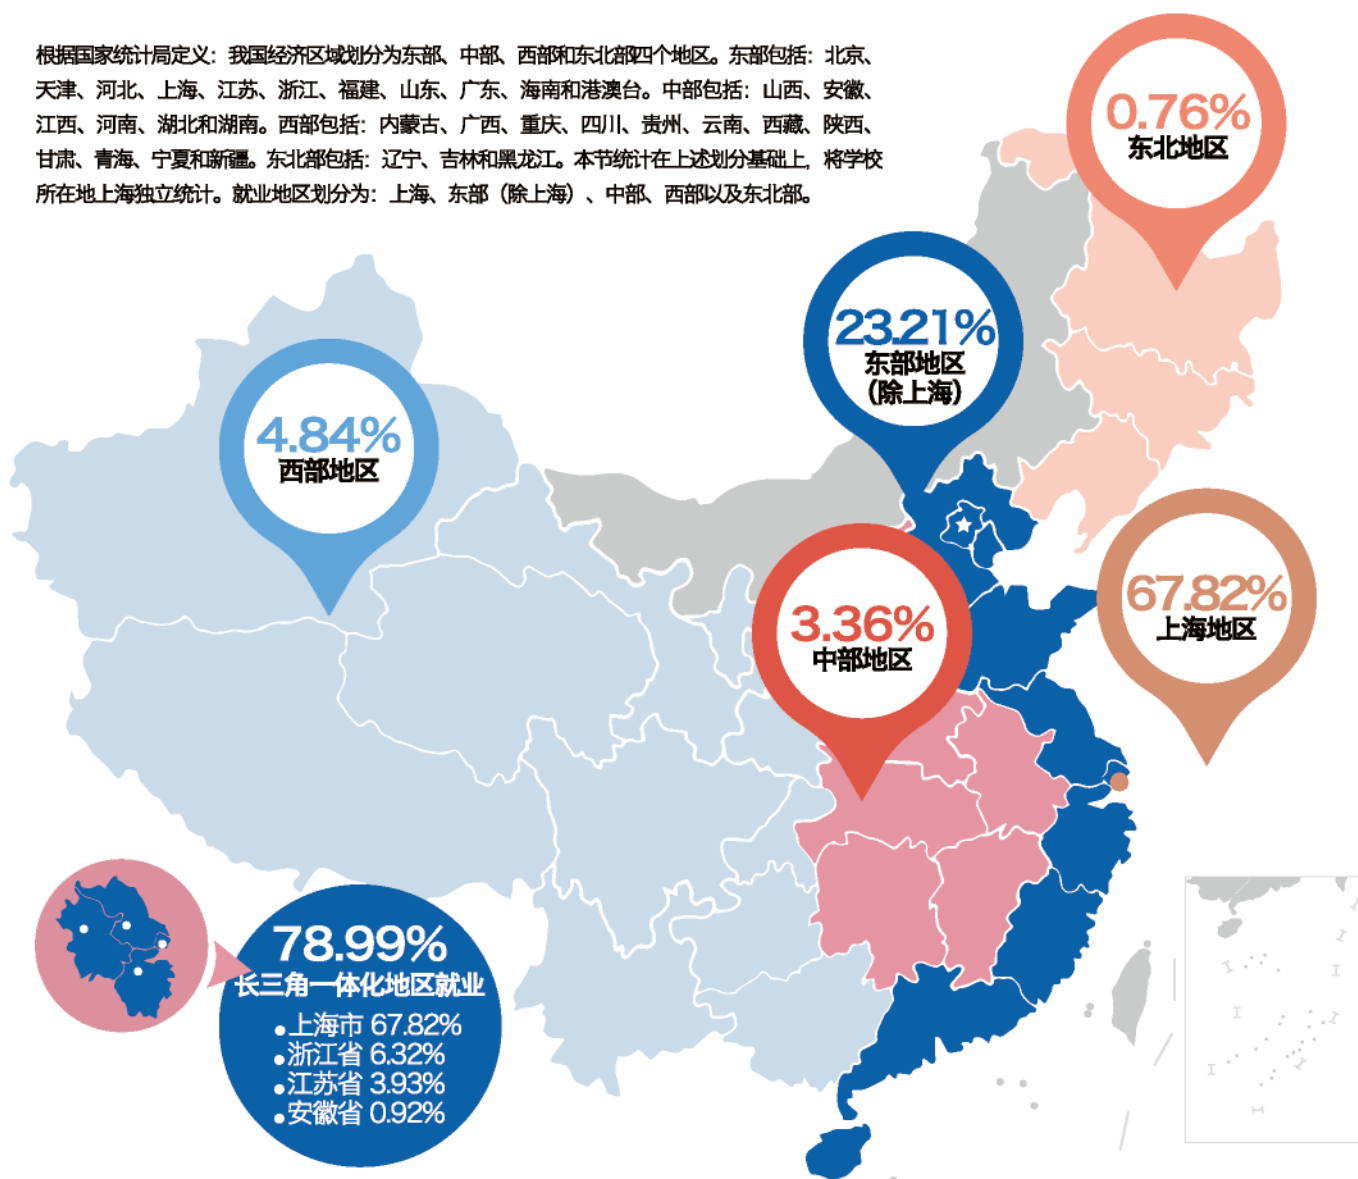 根据国家统计局定义：我国经济区域划分为东部、中部、西部和东北部四个地区。东部包括：北京、
天津、河北、上海、江苏、浙江、福建、山东、广东、海南和港澳台。中部包括：山西、安徽、
江西、河南、湖北和湖南。西部包括：内蒙古、广西、重庆、四川、贵州、云南、西藏、陕西、
甘肃、青海、宁夏和新疆。东北部包括：辽宁、吉林和黑龙江。本节统计在上述划分基础上，将学校
所在地上海独立统计。就业地区划分为：上海、东部（除上海）、中部、西部以及东北部。
0.76%
东北地区
23.21%
东部地区
（除上海）
4.84%
西部地区
67.82%
上海地区
3.36%
中部地区
78.99%
长三角一体化地区就业
●上海市 67.82%
●浙江省 6.32%
●江苏省 3.93%
●安徽省 0.92%